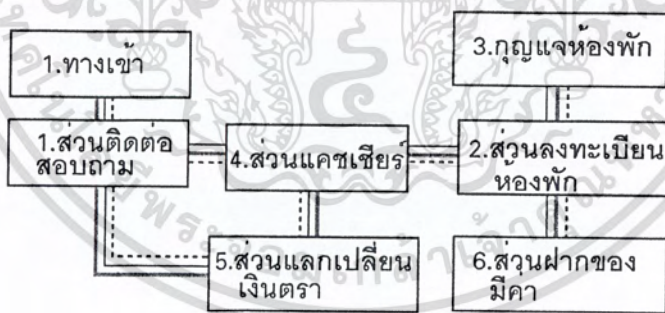 3.กุญแจห้องพัก
1.ทางเข้า
1.ส่วนติดต่อ
สอบถาม
4.ส่วนแคชเชียร์
2.ส่วนลงทะเบียน
ห้องพัก
5.ส่วนแลกเปลี่ยน
เงินตรา
6.ส่วนฝากของ
มีค่า